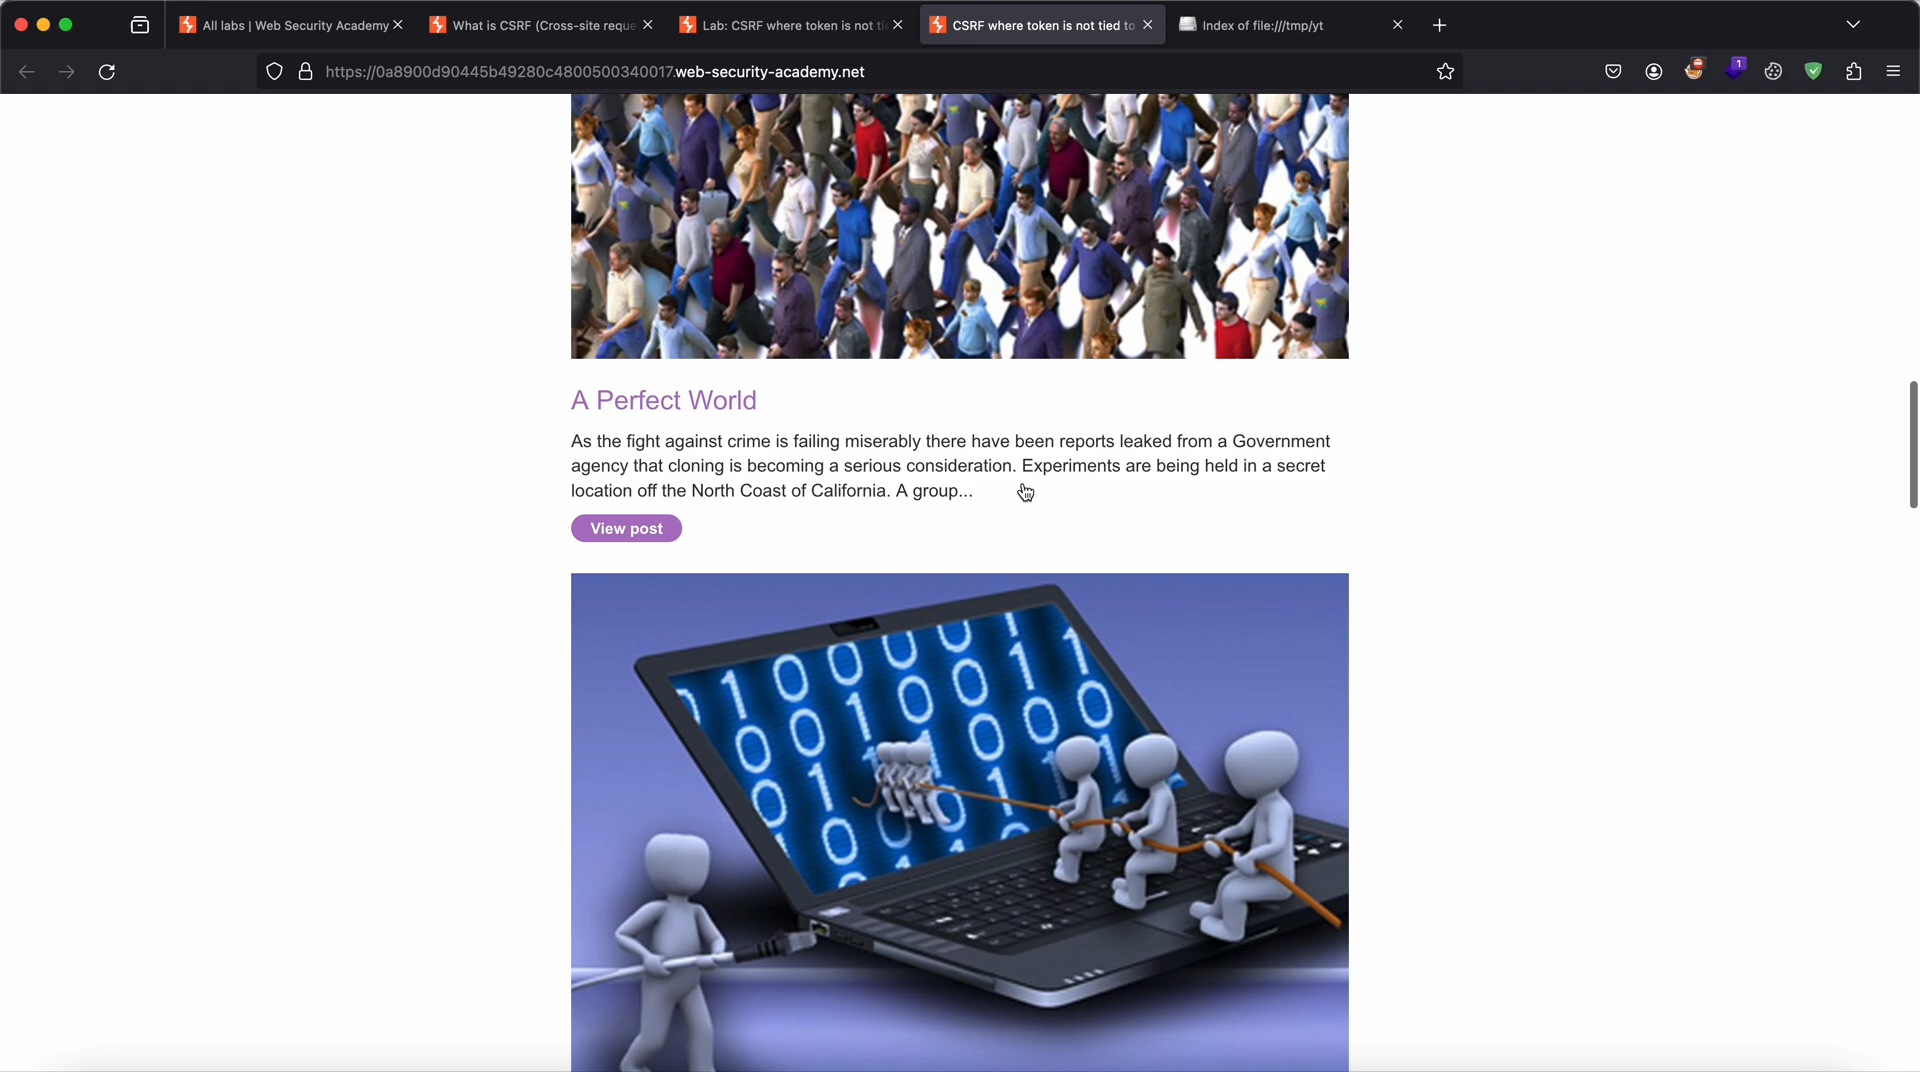 All labs | Web Security Academy
What is CSRF (Cross-site reque
Lab: CSRF where token is not ti
CSRF where token is not tied to
Index of file:///tmp/yt
https://0a8900d90445b49280c4800500340017.web-security-academy.net
1
A Perfect World
As the fight against crime is failing miserably there have been reports leaked from a Government
agency that cloning is becoming a serious consideration. Experiments are being held in a secret
location off the North Coast of California. A group...
View post